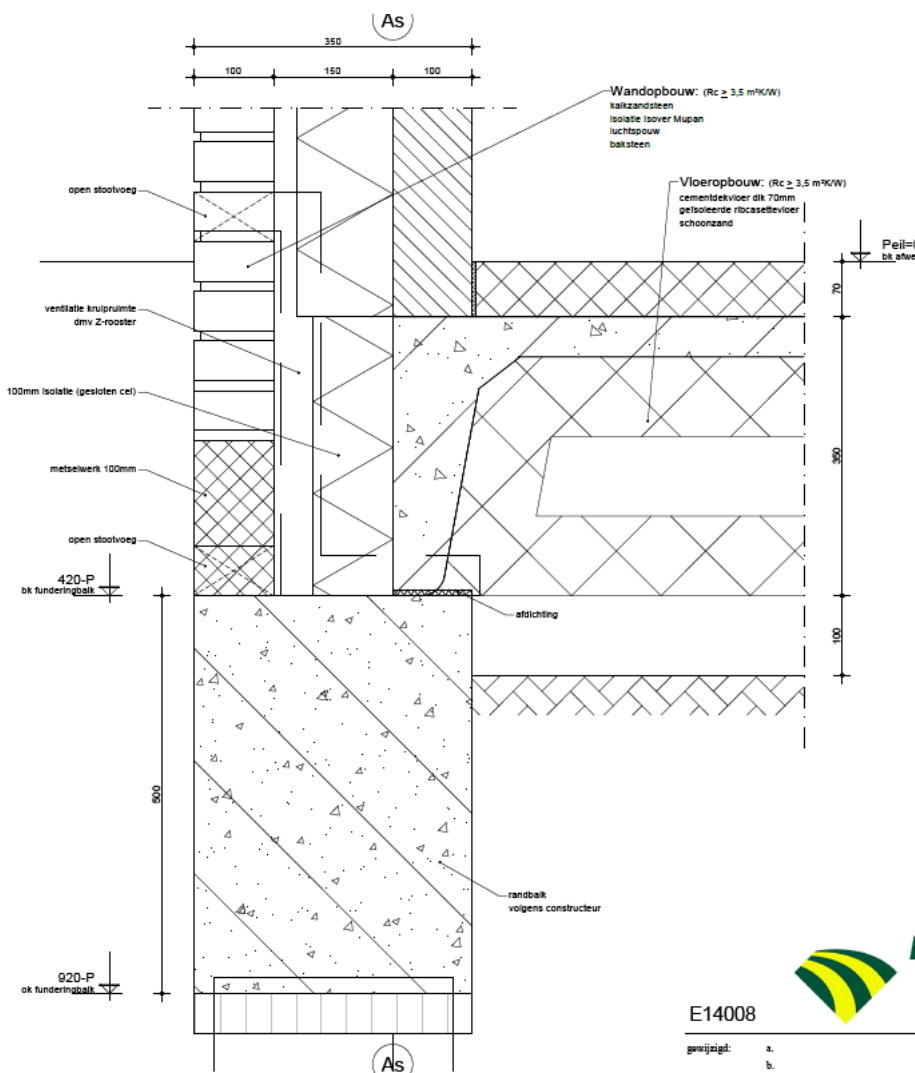 As
350
100 150 100
Wandopbouw: (Rc ≥ 3,5 m²K/W)
kalkzandsteen
isolatie Isover Mupan
luchtspouw
baksteen
open stootvoeg
Vloeropbouw: (Rc ≥ 3,5 m²K/W)
cementdekvloer dik 70mm
geïsoleerde ribcasettevloer
schoonzand
Peil=
bk afwe
70
ventilatie kruipruimte
dmv Z-rooster
100mm isolatie (gesloten cel)
350
metselwerk 100mm
open stootvoeg
420-P
bk funderingbalk
afdichting
100
500
randbalk
volgens constructeur
920-P
ok funderingbalk
E14008
As
gewijzigd: a.
b.